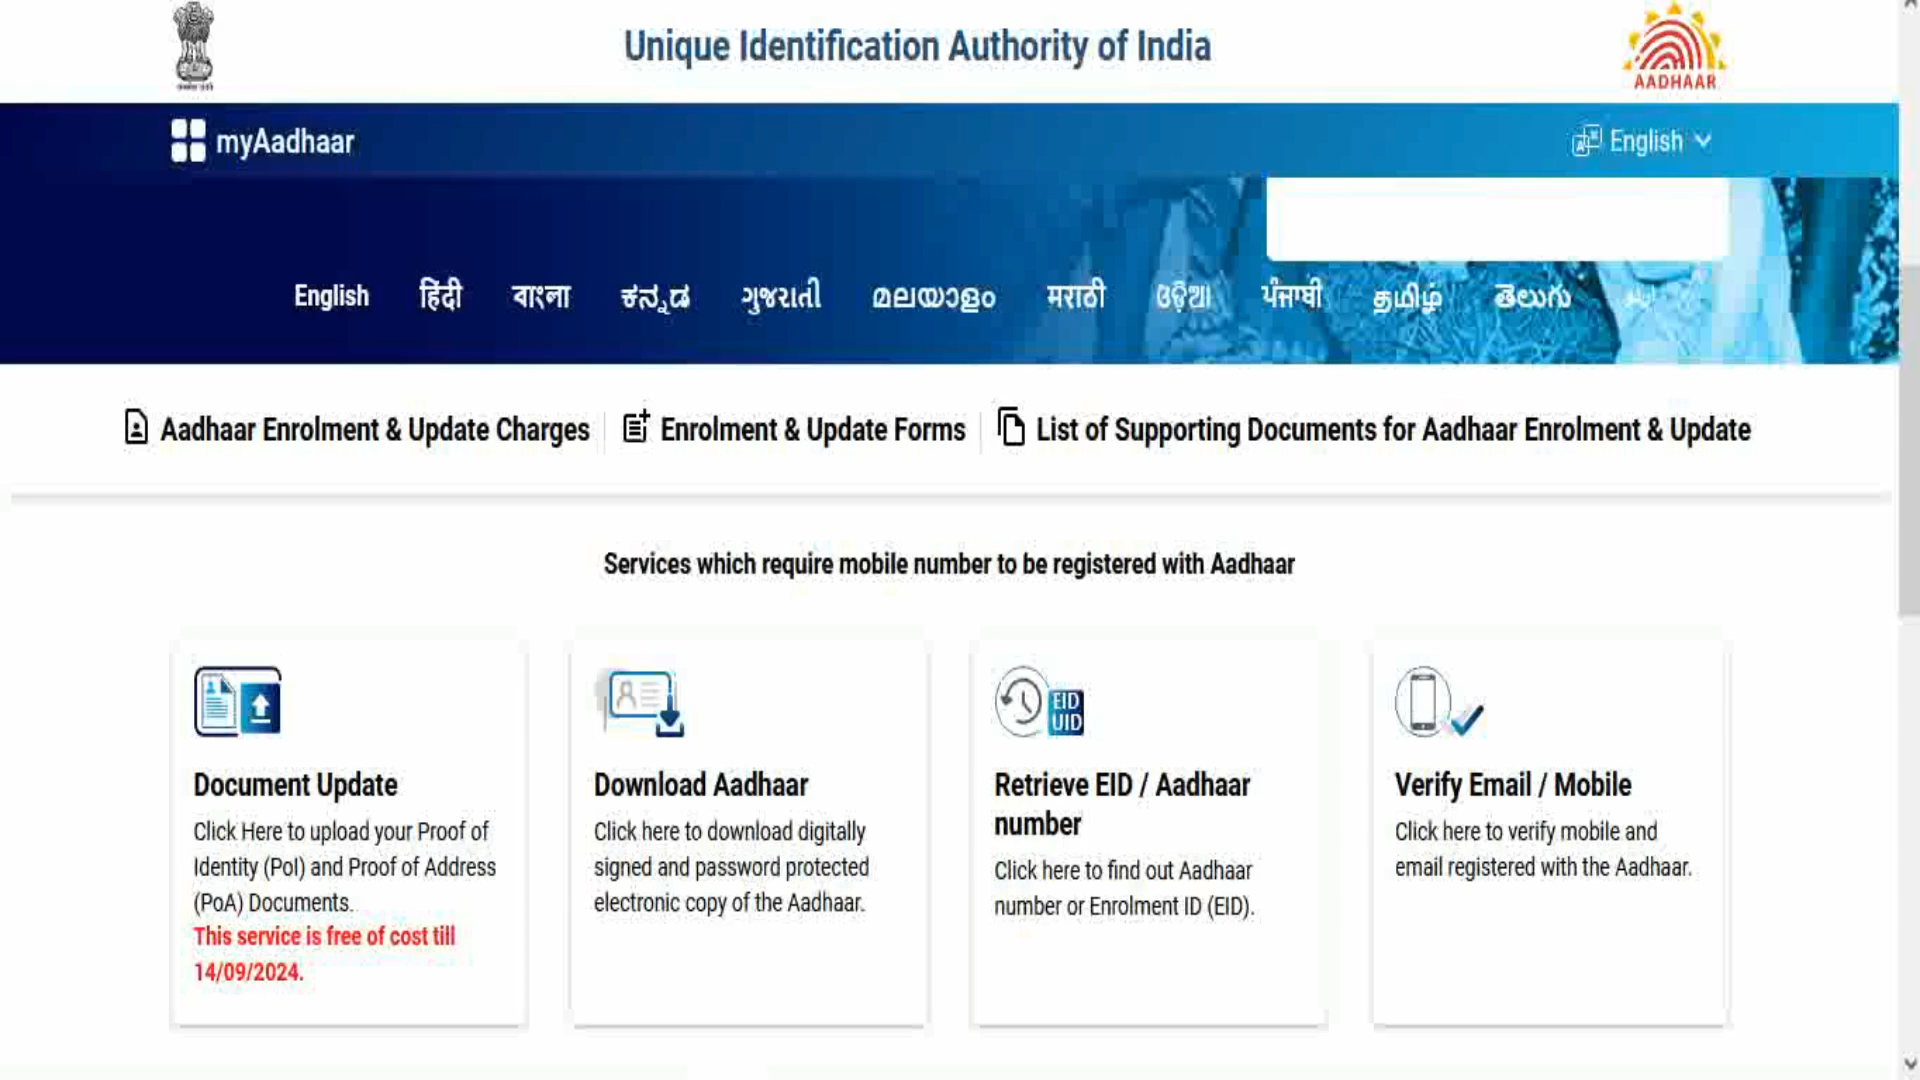 Unique Identification Authority of India
AADHAAR
myAadhaar
English
English हिंदी বাংলা ಕನ್ನಡ ગુજરાતી മലയാളം मराठी ଓଡ଼ିଆ ਪੰਜਾਬੀ தமிழ் తెలుగు
Aadhaar Enrolment & Update Charges
Enrolment & Update Forms
List of Supporting Documents for Aadhaar Enrolment & Update
Services which require mobile number to be registered with Aadhaar
Document Update
Click Here to upload your Proof of
Identity (PoI) and Proof of Address
(PoA) Documents.
This service is free of cost till
14/09/2024.
Download Aadhaar
Click here to download digitally
signed and password protected
electronic copy of the Aadhaar.
EID
UID
Retrieve EID / Aadhaar
number
Click here to find out Aadhaar
number or Enrolment ID (EID).
Verify Email / Mobile
Click here to verify mobile and
email registered with the Aadhaar.